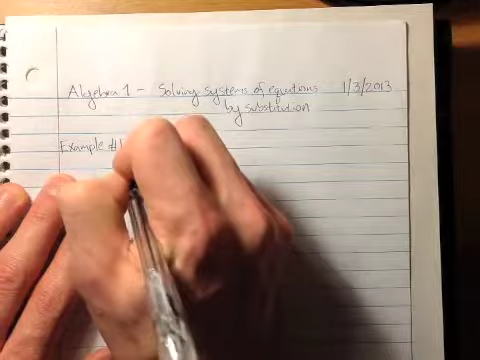 Algebra 1 - Solving systems of equations 1/3/2013
by substitution
Example #1